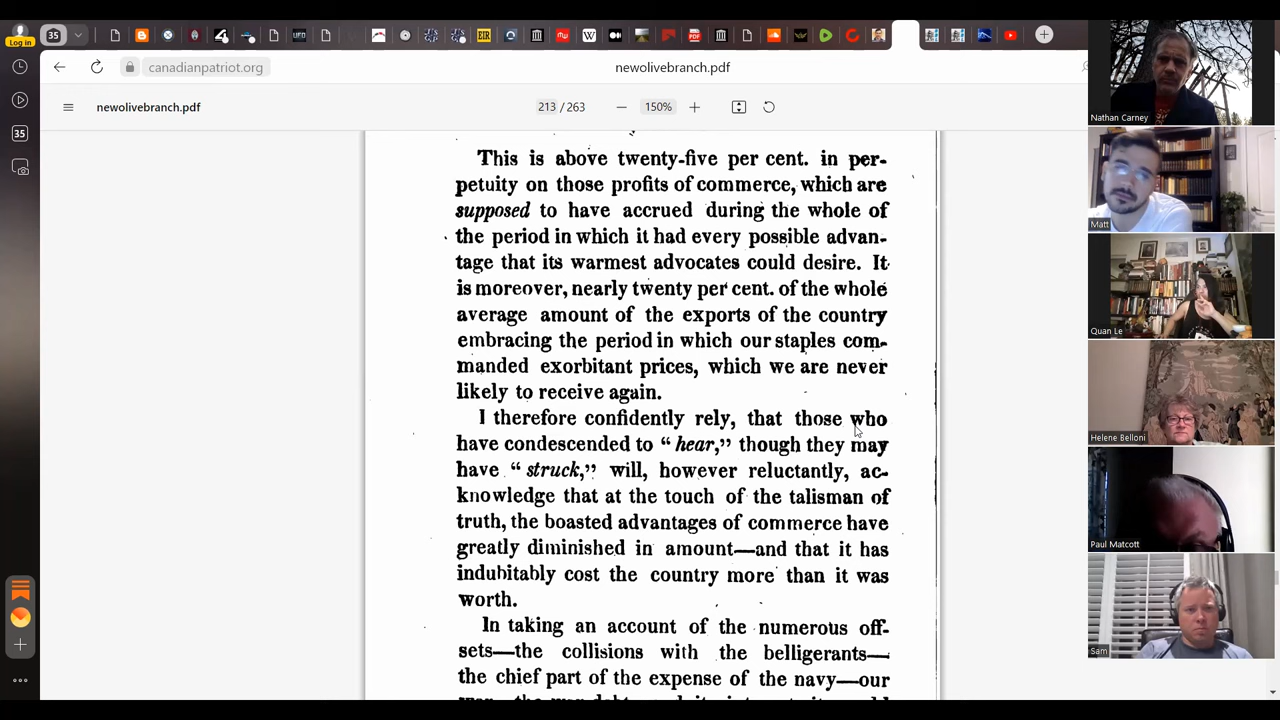 Log in
35
canadianpatriot.org
newolivebranch.pdf
35
newolivebranch.pdf
213 / 263
150%
This is above twenty-five per cent. in per-
petuity on those profits of commerce, which are
supposed to have accrued during the whole of
the period in which it had every possible advan-
tage that its warmest advocates could desire. It
is moreover, nearly twenty per cent. of the whole
average amount of the exports of the country
embracing the period in which our staples com-
manded exorbitant prices, which we are never
likely to receive again.
I therefore confidently rely, that those who
have condescended to "hear," though they may
have "struck," will, however reluctantly, ac-
knowledge that at the touch of the talisman of
truth, the boasted advantages of commerce have
greatly diminished in amount—and that it has
indubitably cost the country more than it was
worth.
In taking an account of the numerous off-
sets—the collisions with the belligerants—
the chief part of the expense of the navy—our
Nathan Carney
Matt
Quan Le
Helene Belloni
Paul Matcott
Sam